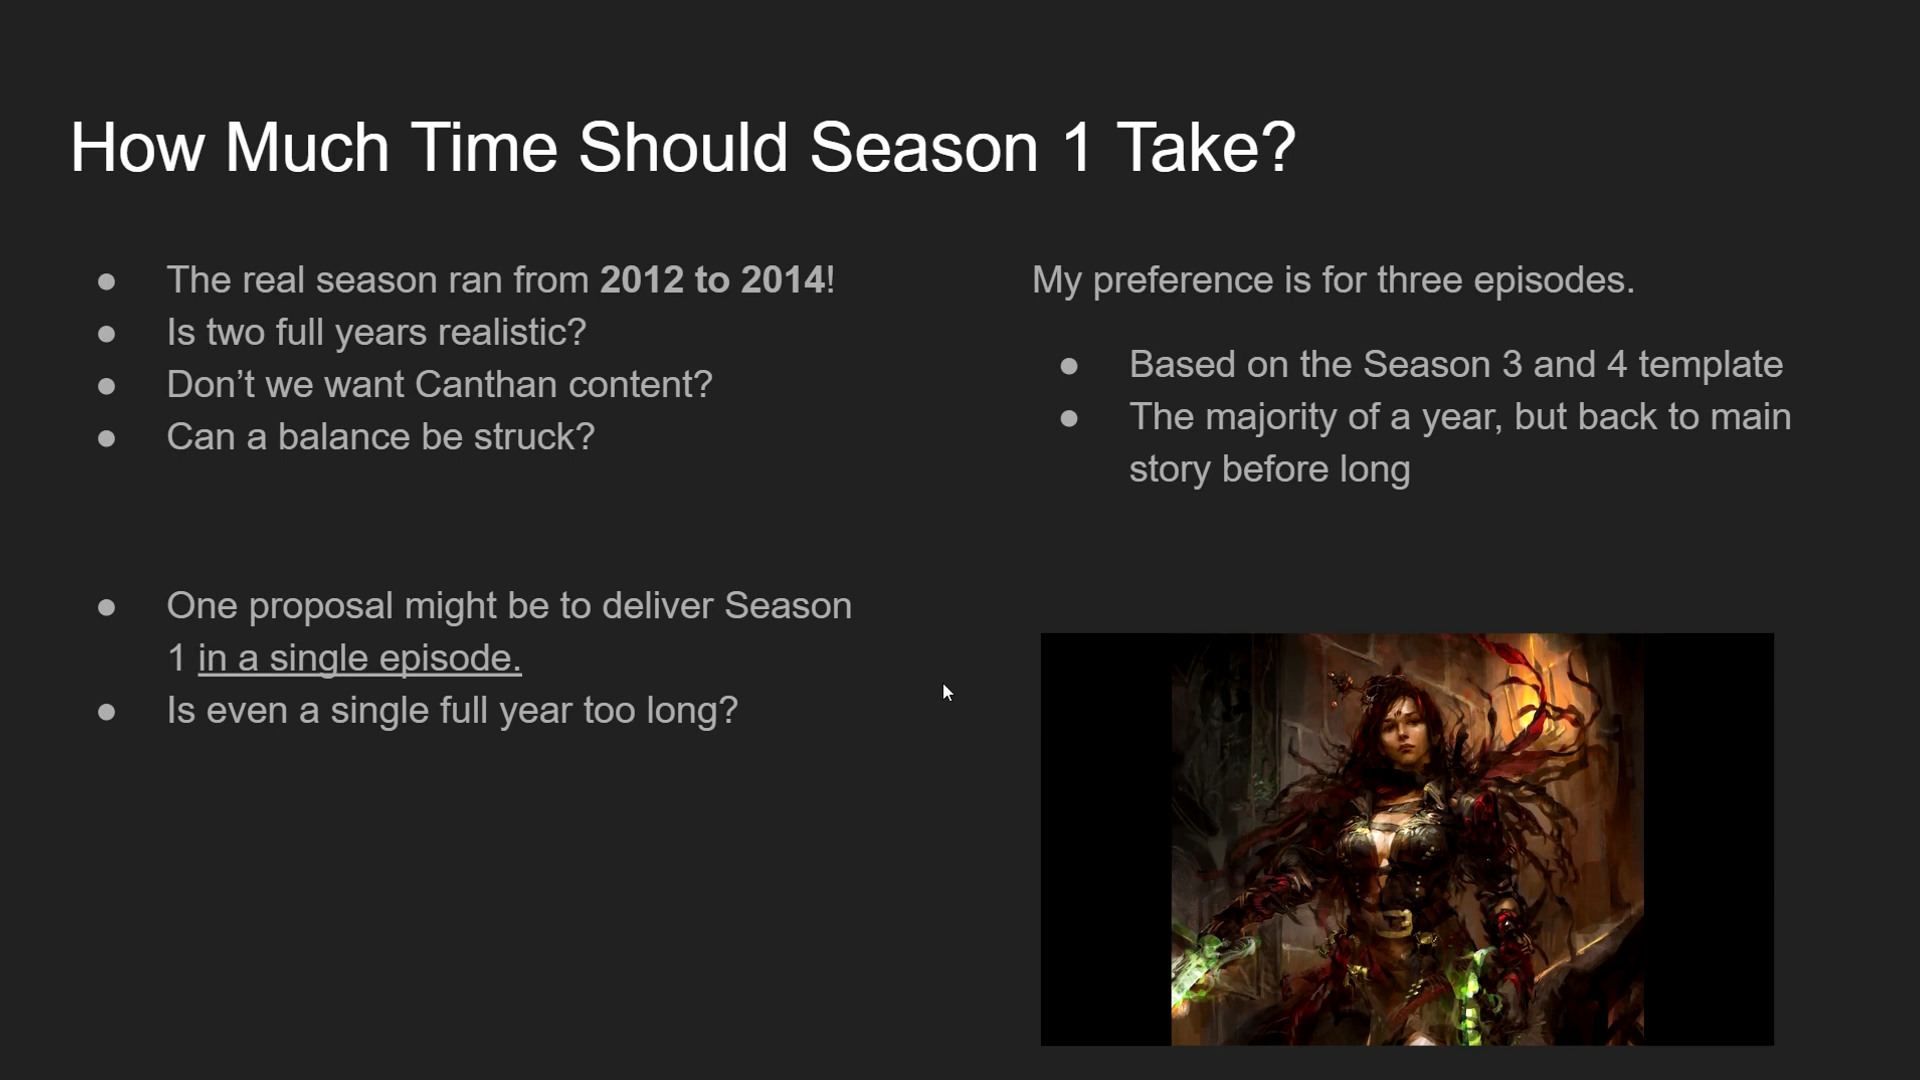 How Much Time Should Season 1 Take?
● The real season ran from 2012 to 2014!
● Is two full years realistic?
● Don’t we want Canthan content?
● Can a balance be struck?
● One proposal might be to deliver Season
1 in a single episode.
● Is even a single full year too long?
My preference is for three episodes.
● Based on the Season 3 and 4 template
● The majority of a year, but back to main
story before long